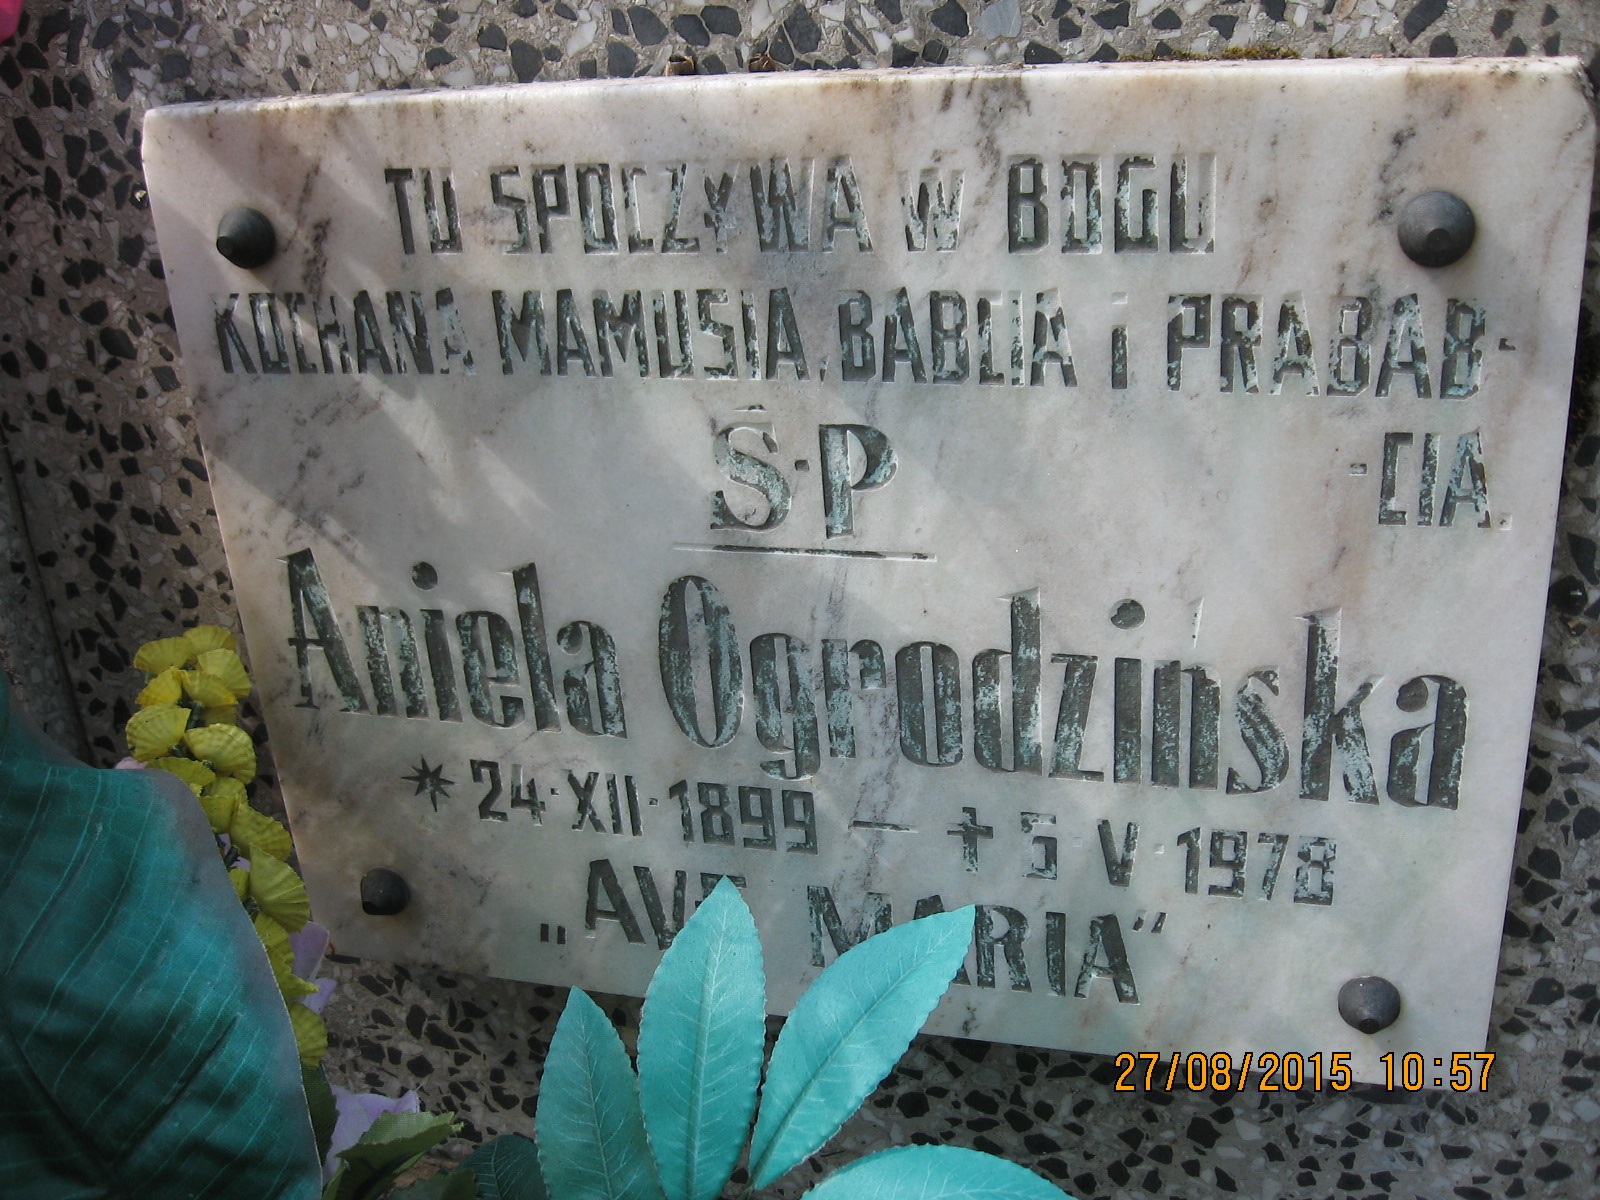 TU SPOCZYWA W BOGU
KOCHANA MAMUSIA, BABCIA i PRABAB-
-CIA.
Ś·P
Aniela Ogrodzińska
* 24·XII·1899 — † 5·V·1978
„AVE MARIA”
27/08/2015 10:57